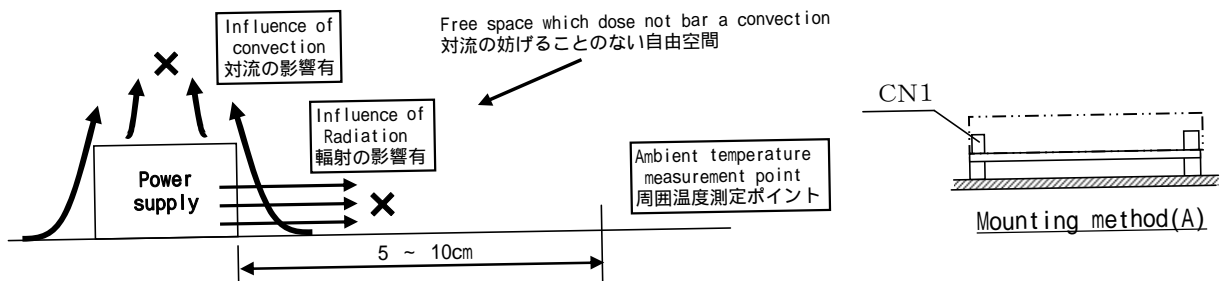 Influence of
convection
対流の影響有
Free space which dose not bar a convection
対流の妨げることのない自由空間
CN1
Influence of
Radiation
輻射の影響有
Ambient temperature
measurement point
周囲温度測定ポイント
Power
supply
5 ~ 10cm
Mounting method(A)